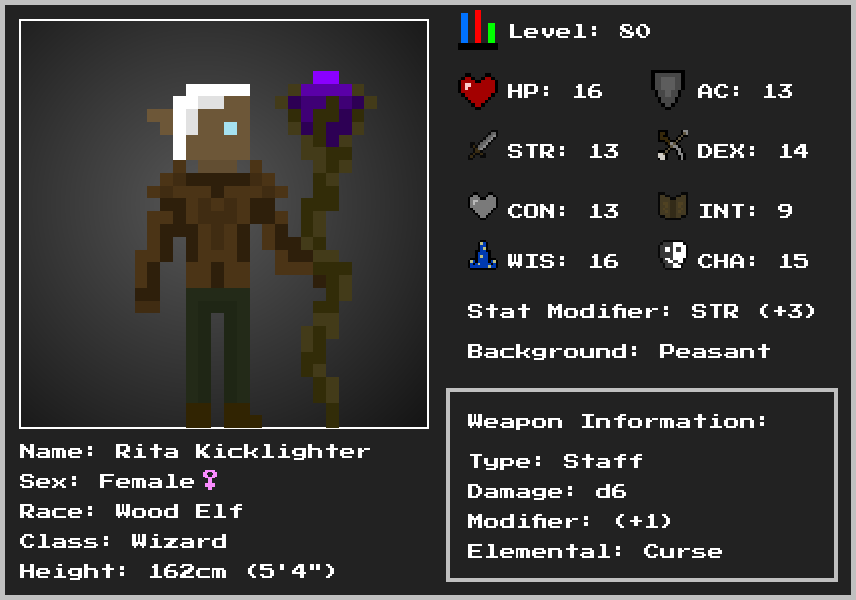 Level: 80
HP: 16
AC: 13
STR: 13
DEX: 14
CON: 13
INT: 9
WIS: 16
CHA: 15
Stat Modifier: STR (+3)
Background: Peasant
Weapon Information:
Type: Staff
Damage: d6
Modifier: (+1)
Elemental: Curse
Name: Rita Kicklighter
Sex: Female♀
Race: Wood Elf
Class: Wizard
Height: 162cm (5'4")